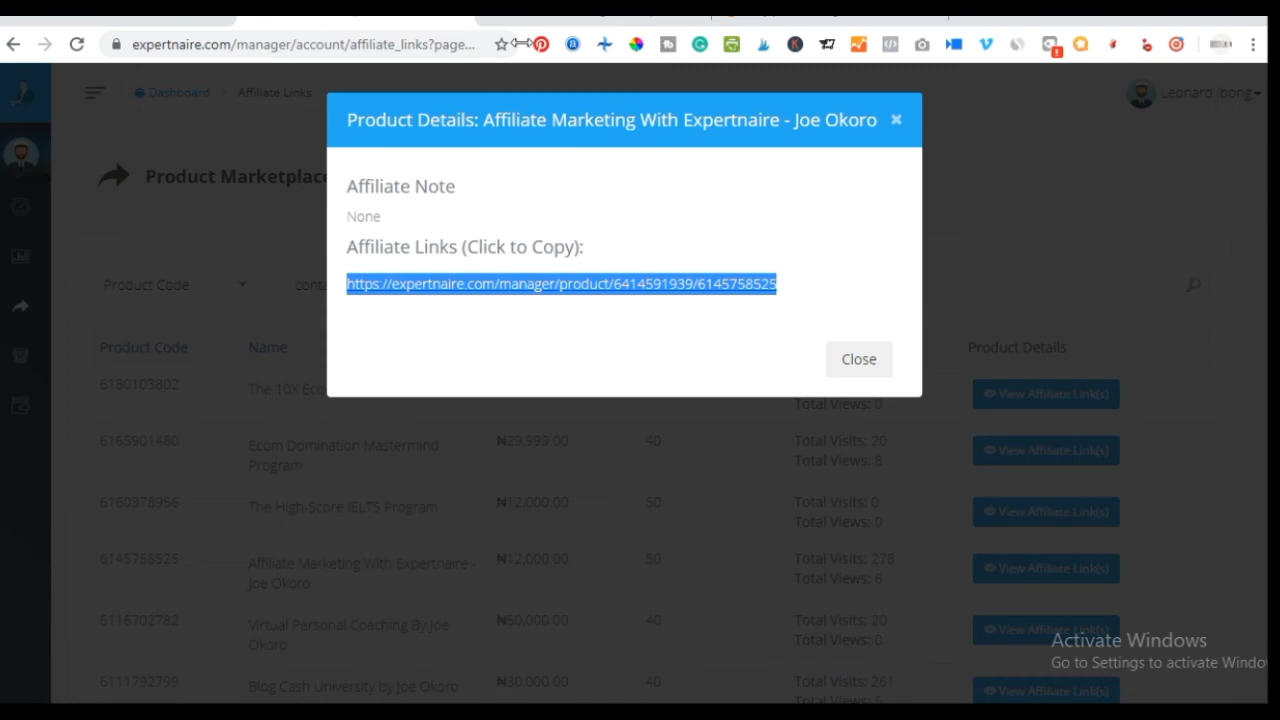 expertnaire.com/manager/account/affiliate_links?page...
Dashboard > Affiliate Links
Leonard Ibong
Product Details: Affiliate Marketing With Expertnaire - Joe Okoro ×
Product Marketplace
Affiliate Note
None
Affiliate Links (Click to Copy):
https://expertnaire.com/manager/product/6414591939/6145758525
Product Code
conta
Close
Product Code Name Product Details
6180103802 The 10X Eco View Affiliate Link(s)
Total Views: 0
6165901480 Ecom Domination Mastermind ₦29,999.00 40 Total Visits: 20 View Affiliate Link(s)
Program Total Views: 8
6160378956 The High-Score IELTS Program ₦12,000.00 50 Total Visits: 0 View Affiliate Link(s)
Total Views: 0
6145758525 Affiliate Marketing With Expertnaire - ₦12,000.00 50 Total Visits: 278 View Affiliate Link(s)
Joe Okoro Total Views: 6
6116702782 Virtual Personal Coaching By Joe ₦50,000.00 40 Total Visits: 20 View Affiliate Link(s)
Okoro Total Views: 0
6111792799 Blog Cash University by Joe Okoro ₦30,000.00 40 Total Visits: 261 View Affiliate Link(s)
Activate Windows
Go to Settings to activate Windo